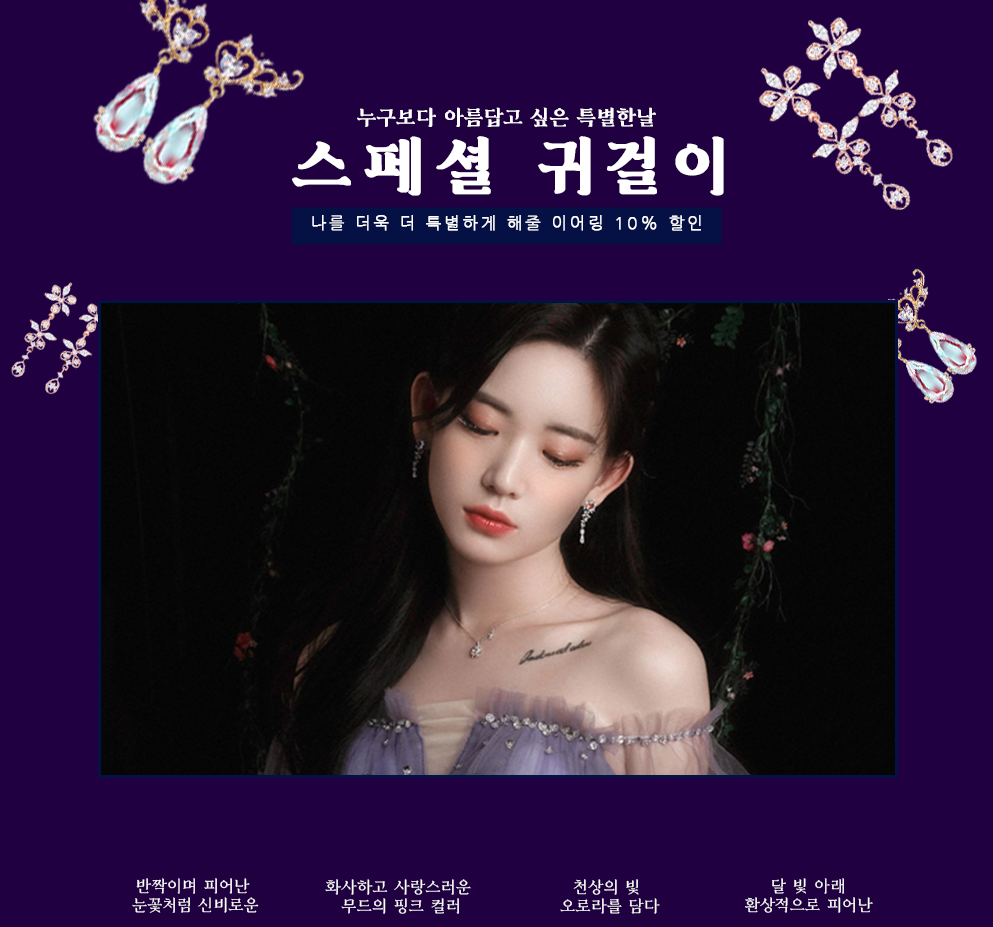 누구보다 아름답고 싶은 특별한날
스페셜 귀걸이
나를 더욱 더 특별하게 해줄 이어링 10% 할인
반짝이며 피어난
눈꽃처럼 신비로운
화사하고 사랑스러운
무드의 핑크 컬러
천상의 빛
오로라를 담다
달 빛 아래
환상적으로 피어난